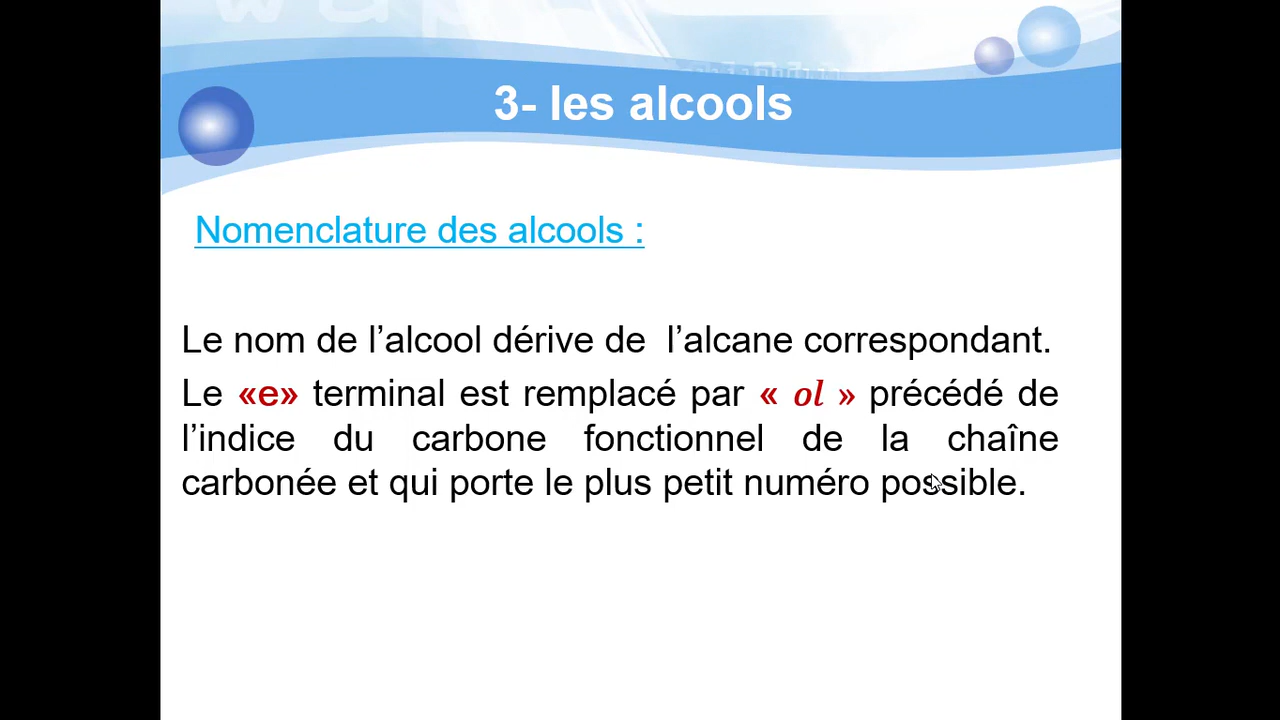 3- les alcools
Nomenclature des alcools :
Le nom de l’alcool dérive de l’alcane correspondant.
Le «e» terminal est remplacé par « ol » précédé de
l’indice du carbone fonctionnel de la chaîne
carbonée et qui porte le plus petit numéro possible.